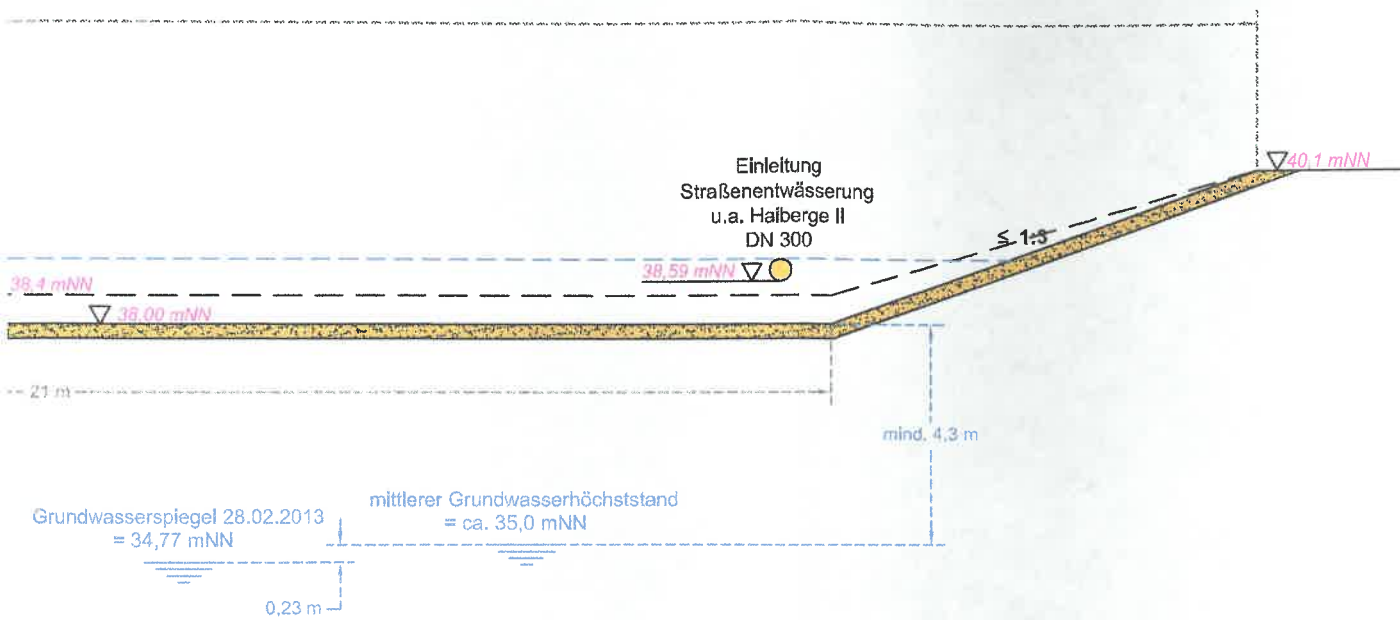 40,1 mNN
Einleitung
Straßenentwässerung
u.a. Haiberge II
DN 300
≤ 1:3
38,59 mNN
38,4 mNN
38,00 mNN
21 m
mind. 4,3 m
mittlerer Grundwasserhöchststand
= ca. 35,0 mNN
Grundwasserspiegel 28.02.2013
= 34,77 mNN
0,23 m